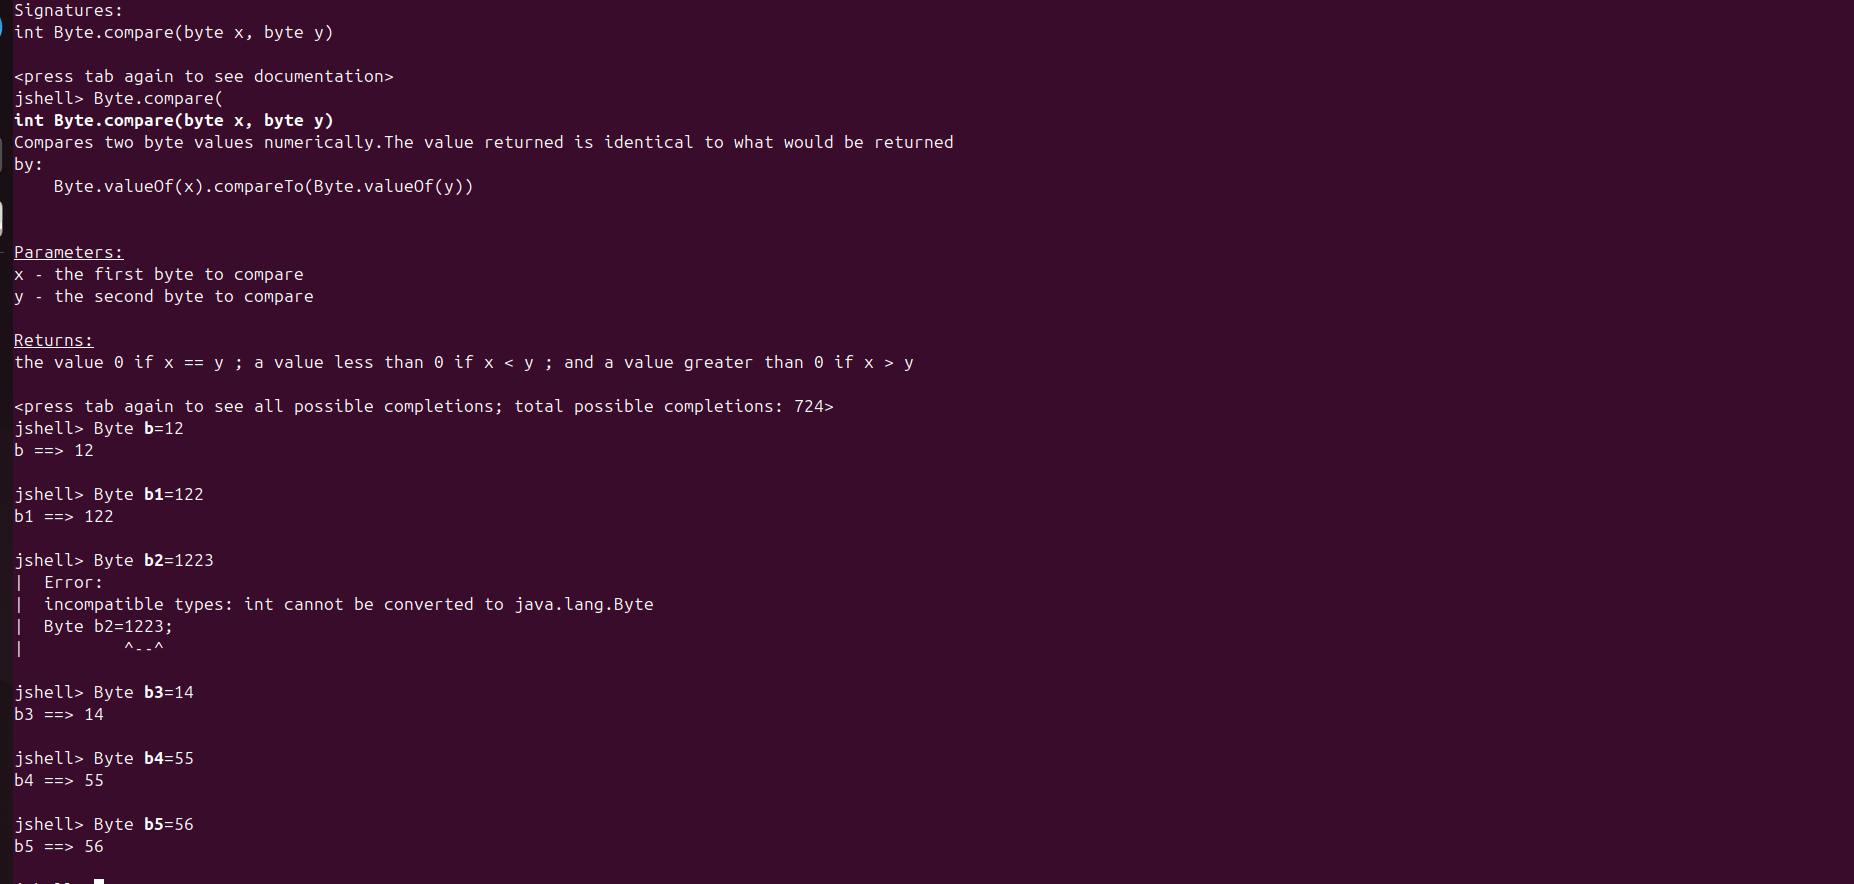 Signatures:
int Byte.compare(byte x, byte y)
<press tab again to see documentation>
jshell> Byte.compare(
int Byte.compare(byte x, byte y)
Compares two byte values numerically.The value returned is identical to what would be returned
by:
    Byte.valueOf(x).compareTo(Byte.valueOf(y))
Parameters:
x - the first byte to compare
y - the second byte to compare
Returns:
the value 0 if x == y ; a value less than 0 if x < y ; and a value greater than 0 if x > y
<press tab again to see all possible completions; total possible completions: 724>
jshell> Byte b=12
b ==> 12
jshell> Byte b1=122
b1 ==> 122
jshell> Byte b2=1223
|  Error:
|  incompatible types: int cannot be converted to java.lang.Byte
|  Byte b2=1223;
|          ^--^
jshell> Byte b3=14
b3 ==> 14
jshell> Byte b4=55
b4 ==> 55
jshell> Byte b5=56
b5 ==> 56